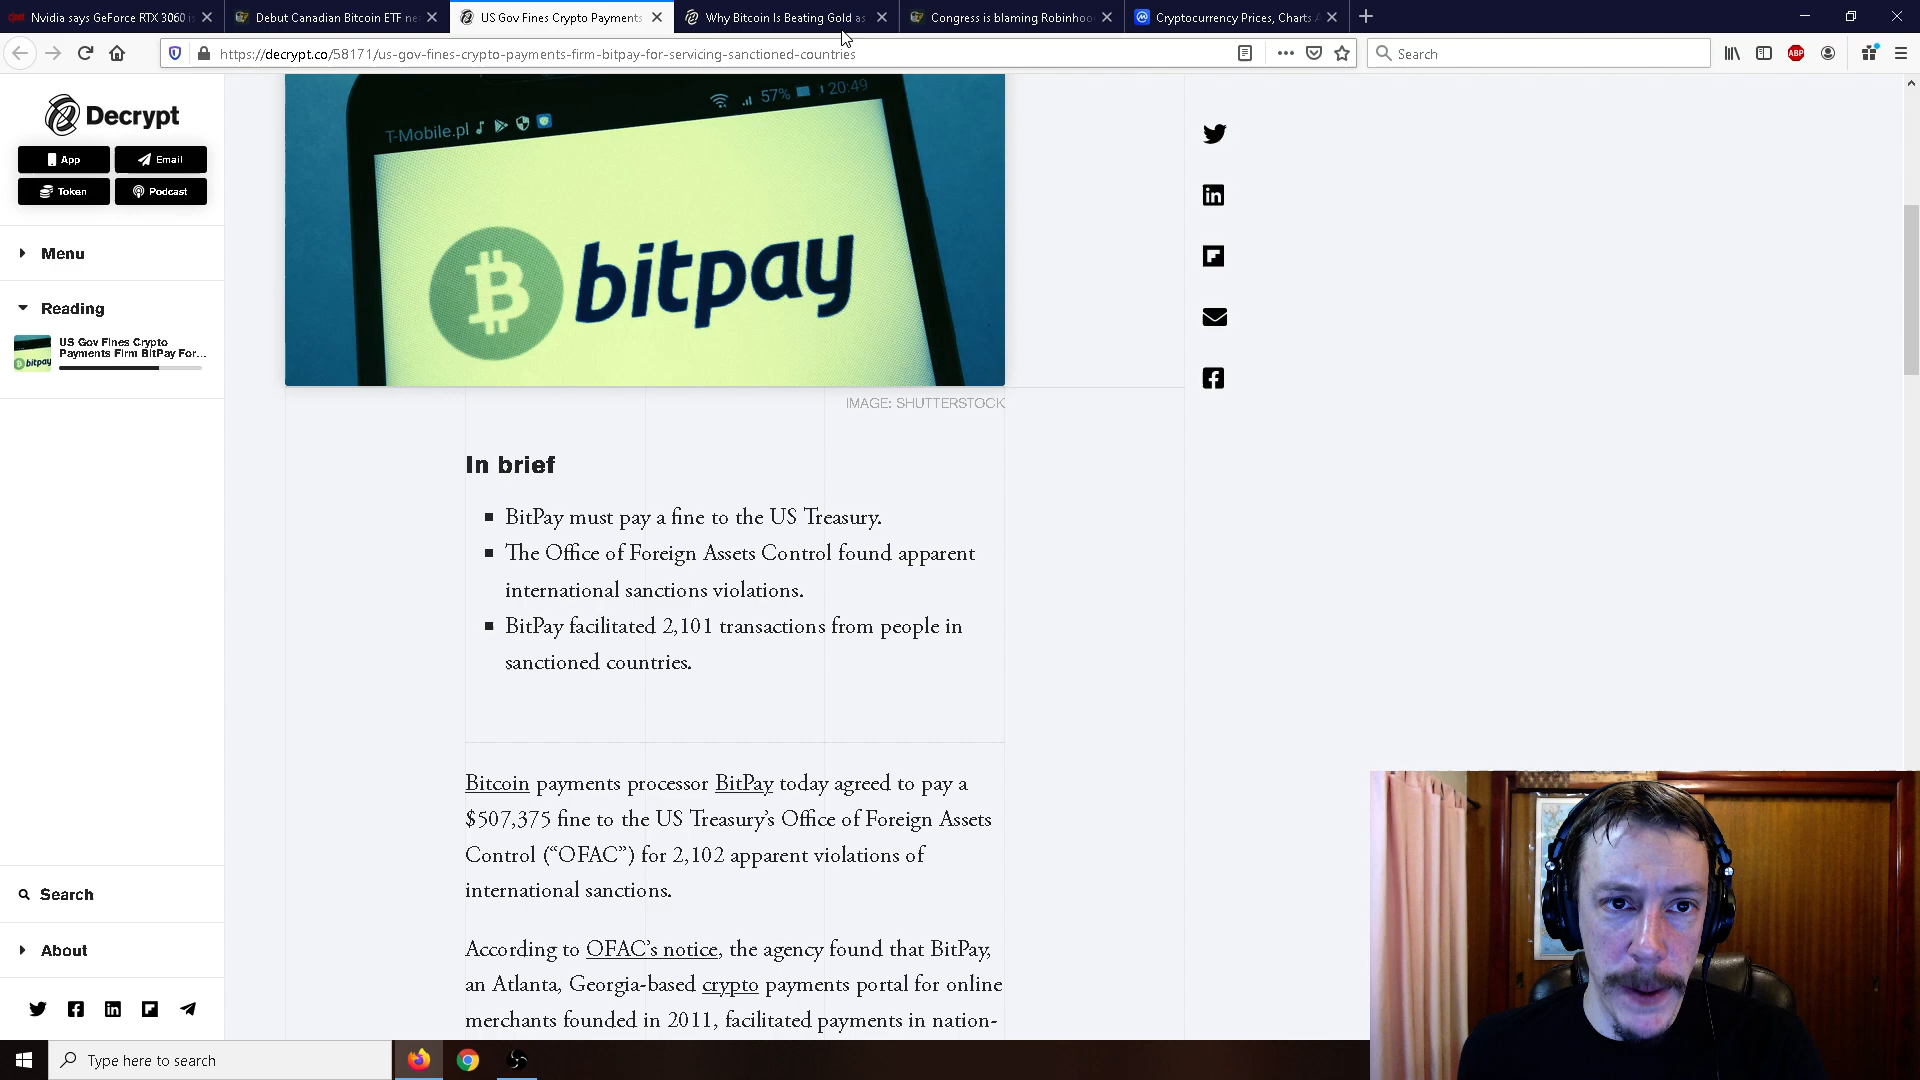 Nvidia says GeForce RTX 3060 is
Debut Canadian Bitcoin ETF ne
US Gov Fines Crypto Payments
Why Bitcoin Is Beating Gold as
Congress is blaming Robinhoo
Cryptocurrency Prices, Charts A
https://decrypt.co/58171/us-gov-fines-crypto-payments-firm-bitpay-for-servicing-sanctioned-countries
Search
ABP
Decrypt
App
Email
Token
Podcast
Menu
Reading
US Gov Fines Crypto
Payments Firm BitPay For...
bitpay
Search
About
T-Mobile.pl
57%
20:49
bitpay
IMAGE: SHUTTERSTOCK
In brief
BitPay must pay a fine to the US Treasury.
The Office of Foreign Assets Control found apparent
international sanctions violations.
BitPay facilitated 2,101 transactions from people in
sanctioned countries.
Bitcoin payments processor BitPay today agreed to pay a
$507,375 fine to the US Treasury's Office of Foreign Assets
Control (“OFAC”) for 2,102 apparent violations of
international sanctions.
According to OFAC's notice, the agency found that BitPay,
an Atlanta, Georgia-based crypto payments portal for online
merchants founded in 2011, facilitated payments in nation-
Type here to search